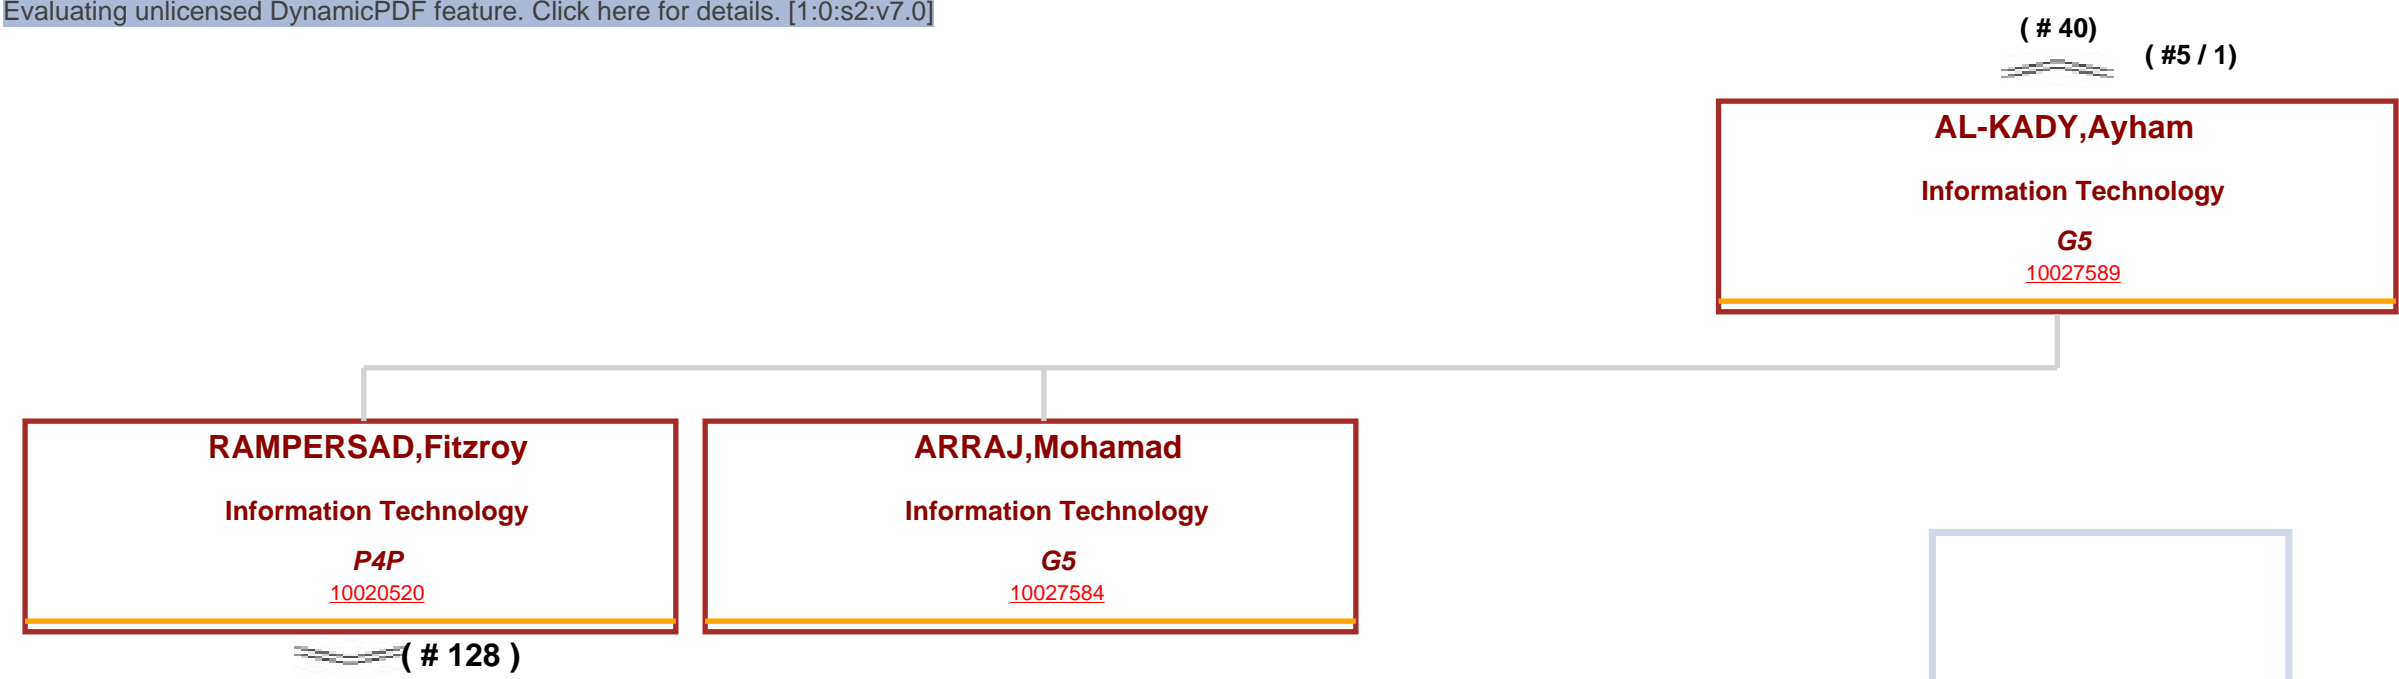 Evaluating unlicensed DynamicPDF feature. Click here for details. [1:0:s2:v7.0]
( # 40)
( #5 / 1)
AL-KADY,Ayham
Information Technology
G5
10027589
RAMPERSAD,Fitzroy
Information Technology
P4P
10020520
( # 128 )
ARRAJ,Mohamad
Information Technology
G5
10027584